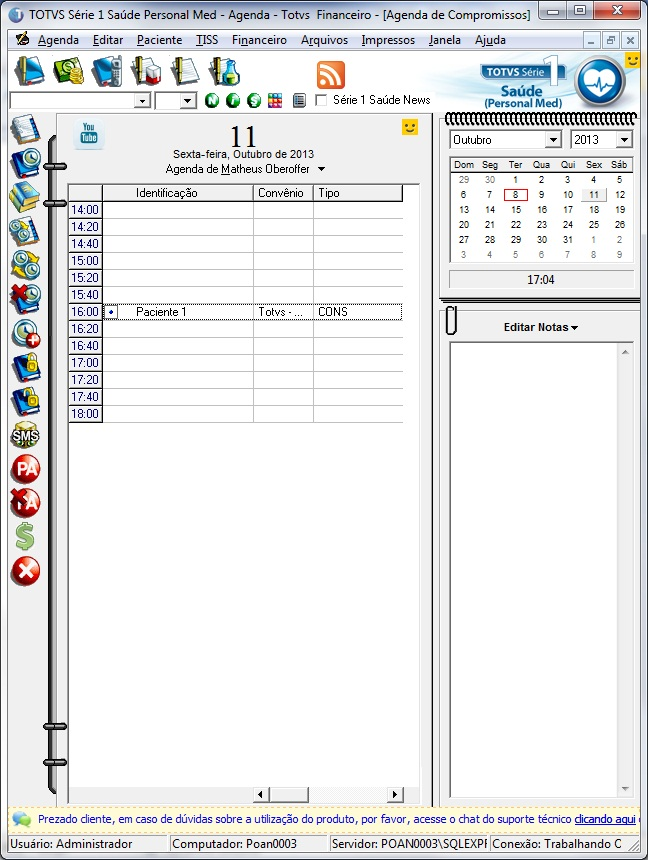 TOTVS Série 1 Saúde Personal Med - Agenda - Totvs  Financeiro - [Agenda de Compromissos]
Agenda Editar Paciente TISS Financeiro Arquivos Impressos Janela Ajuda
N i S Série 1 Saúde News
TOTVS Série 1
Saúde
(Personal Med)
You
Tube
11
Sexta-feira, Outubro de 2013
Agenda de Matheus Oberoffer
Identificação Convênio Tipo
14:00
14:20
14:40
15:00
15:20
15:40
16:00 Paciente 1 Totvs - ... CONS
16:20
16:40
17:00
17:20
17:40
18:00
SMS
PA
PA
$
Outubro 2013
Dom Seg Ter Qua Qui Sex Sáb
29 30 1 2 3 4 5
6 7 8 9 10 11 12
13 14 15 16 17 18 19
20 21 22 23 24 25 26
27 28 29 30 31 1 2
3 4 5 6 7 8 9
17:04
Editar Notas
Prezado cliente, em caso de dúvidas sobre a utilização do produto, por favor, acesse o chat do suporte técnico clicando aqui
Usuário: Administrador Computador: Poan0003 Servidor: POAN0003\SQLEXPF Conexão: Trabalhando C